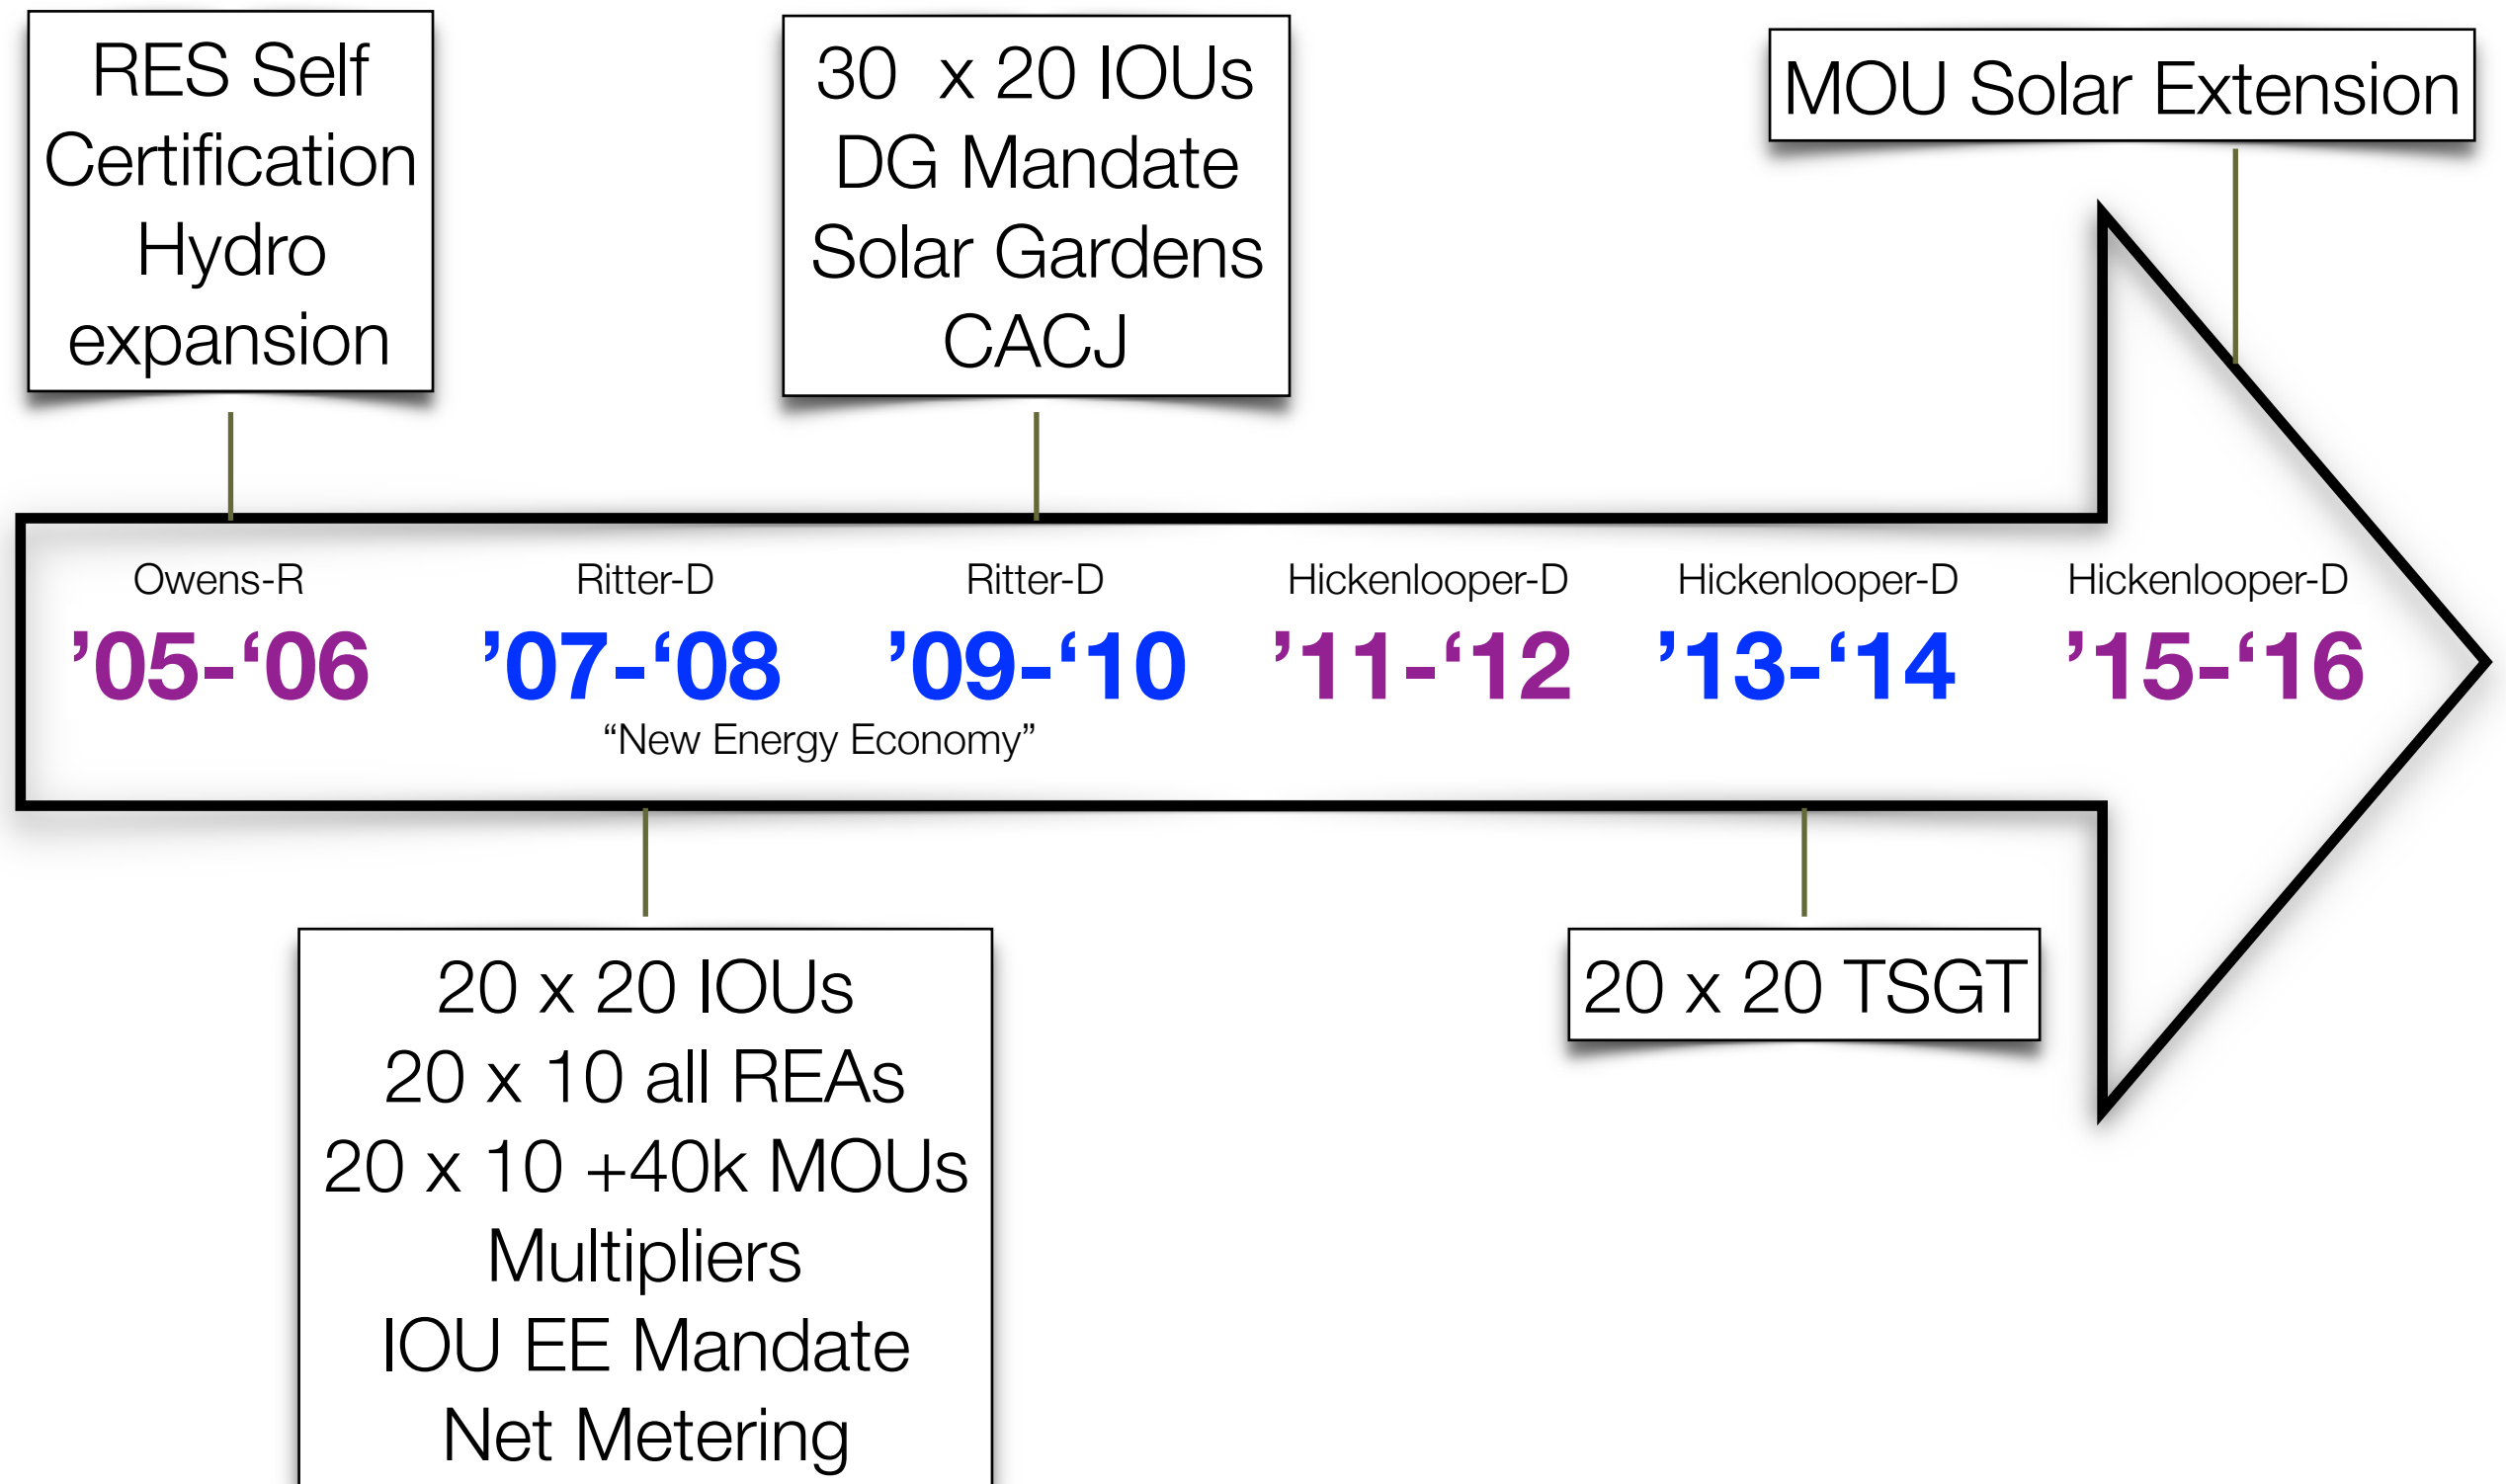 RES Self
Certification
Hydro
expansion
30  x 20 IOUs
DG Mandate
Solar Gardens
CACJ
MOU Solar Extension
Owens-R
’05-‘06
Ritter-D
’07-‘08
Ritter-D
’09-‘10
“New Energy Economy”
Hickenlooper-D
’11-‘12
Hickenlooper-D
’13-‘14
Hickenlooper-D
’15-‘16
20 x 20 IOUs
20 x 10 all REAs
20 x 10 +40k MOUs
Multipliers
IOU EE Mandate
Net Metering
20 x 20 TSGT